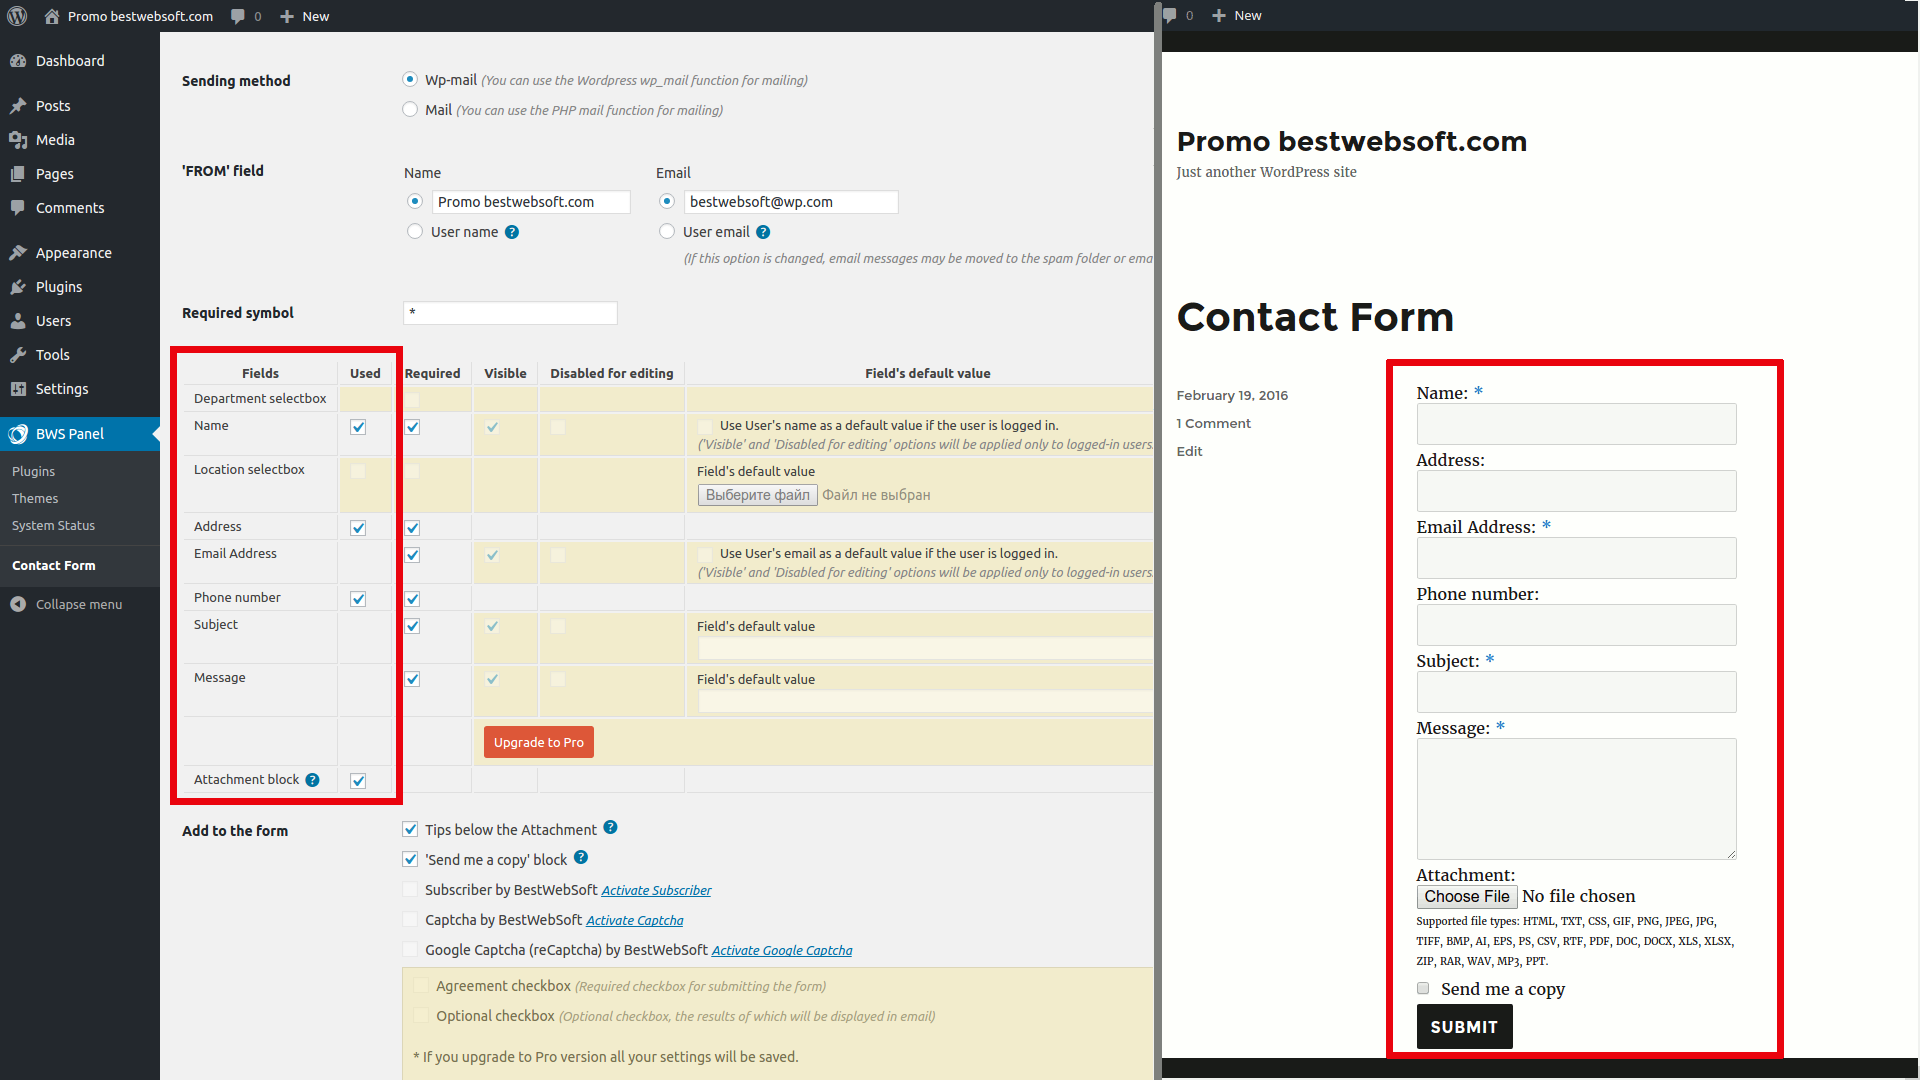 Promo bestwebsoft.com 0 New
Dashboard
Posts
Media
Pages
Comments
Appearance
Plugins
Users
Tools
Settings
BWS Panel
Plugins
Themes
System Status
Contact Form
Collapse menu
Sending method
Wp-mail (You can use the Wordpress wp_mail function for mailing)
Mail (You can use the PHP mail function for mailing)
'FROM' field
Name Email
Promo bestwebsoft.com bestwebsoft@wp.com
User name ? User email ?
(If this option is changed, email messages may be moved to the spam folder or ema
Required symbol *
Fields Used Required Visible Disabled for editing Field's default value
Department selectbox
Name Use User's name as a default value if the user is logged in.
('Visible' and 'Disabled for editing' options will be applied only to logged-in users.
Location selectbox Field's default value
Выберите файл Файл не выбран
Address
Email Address Use User's email as a default value if the user is logged in.
('Visible' and 'Disabled for editing' options will be applied only to logged-in users.
Phone number
Subject Field's default value
Message Field's default value
Upgrade to Pro
Attachment block ?
Add to the form
Tips below the Attachment ?
'Send me a copy' block ?
Subscriber by BestWebSoft Activate Subscriber
Captcha by BestWebSoft Activate Captcha
Google Captcha (reCaptcha) by BestWebSoft Activate Google Captcha
Agreement checkbox (Required checkbox for submitting the form)
Optional checkbox (Optional checkbox, the results of which will be displayed in email)
* If you upgrade to Pro version all your settings will be saved.
0 New
Promo bestwebsoft.com
Just another WordPress site
Contact Form
February 19, 2016
1 Comment
Edit
Name: *
Address:
Email Address: *
Phone number:
Subject: *
Message: *
Attachment:
Choose File No file chosen
Supported file types: HTML, TXT, CSS, GIF, PNG, JPEG, JPG,
TIFF, BMP, AI, EPS, PS, CSV, RTF, PDF, DOC, DOCX, XLS, XLSX,
ZIP, RAR, WAV, MP3, PPT.
Send me a copy
SUBMIT